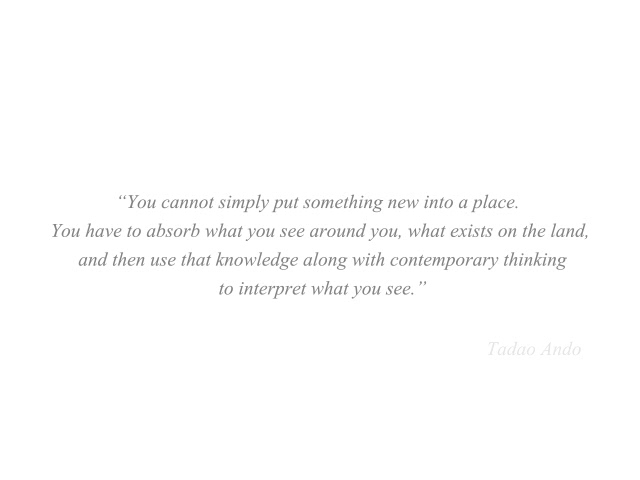 “You cannot simply put something new into a place.
You have to absorb what you see around you, what exists on the land,
and then use that knowledge along with contemporary thinking
to interpret what you see.”
Tadao Ando